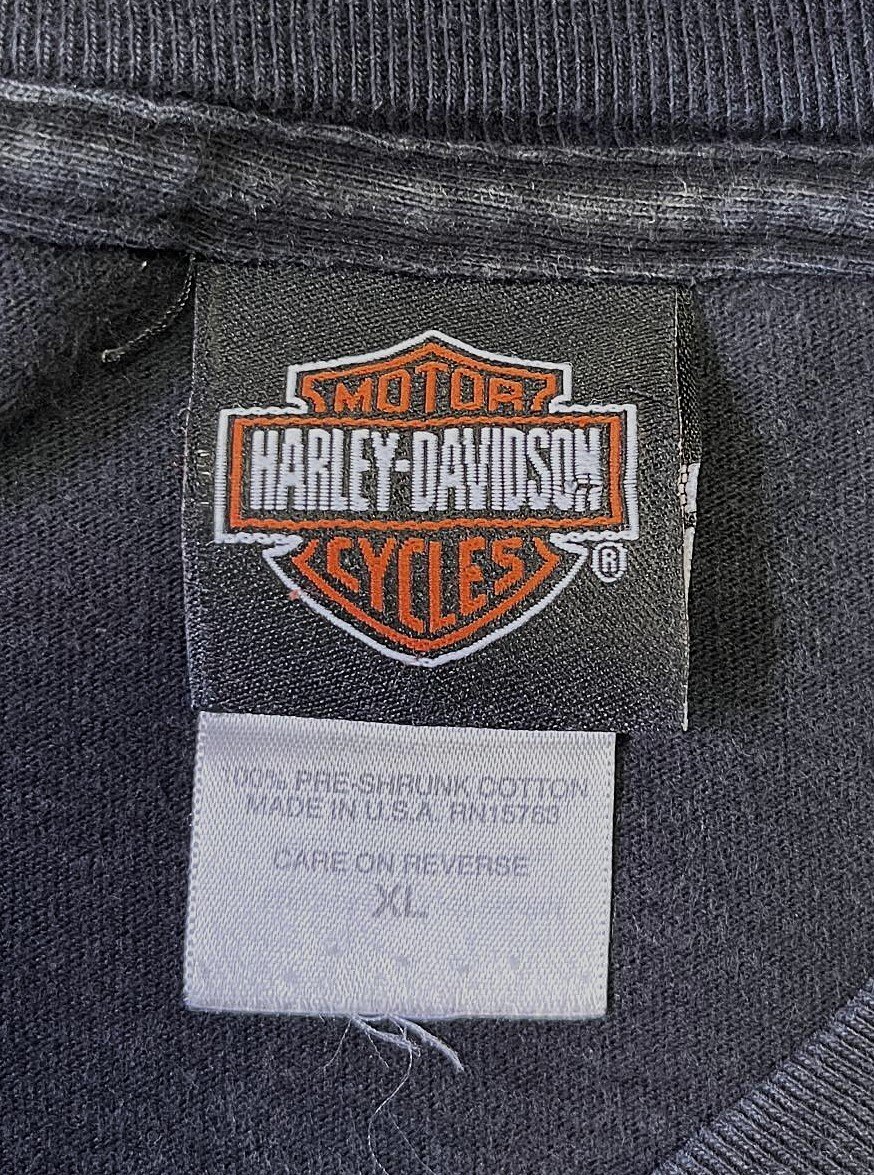 MOTOR
HARLEY-DAVIDSON
CYCLES
®
100% PRE-SHRUNK COTTON
MADE IN U.S.A. RN15763
CARE ON REVERSE
XL